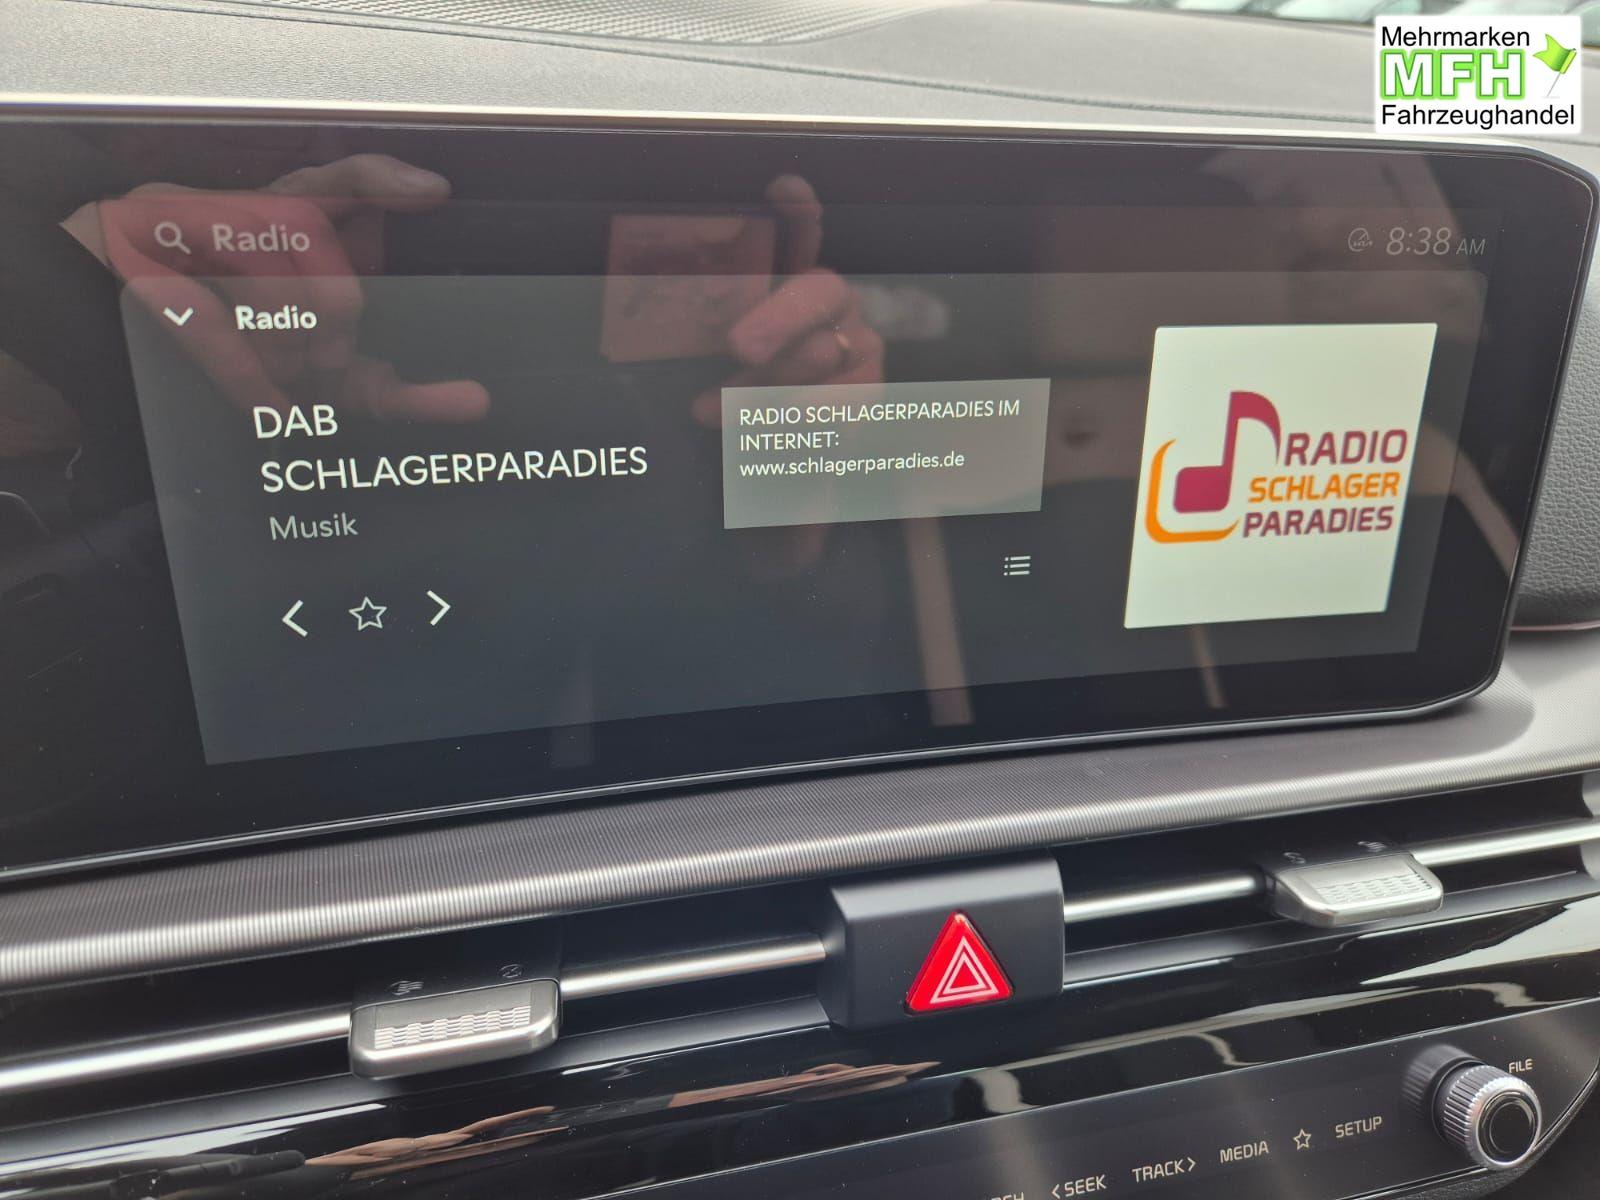 Mehrmarken
MFH
Fahrzeughandel
Radio
8:38 AM
Radio
DAB
SCHLAGERPARADIES
Musik
RADIO SCHLAGERPARADIES IM
INTERNET:
www.schlagerparadies.de
RADIO
SCHLAGER
PARADIES
FILE
< SEEK
TRACK >
MEDIA
SETUP